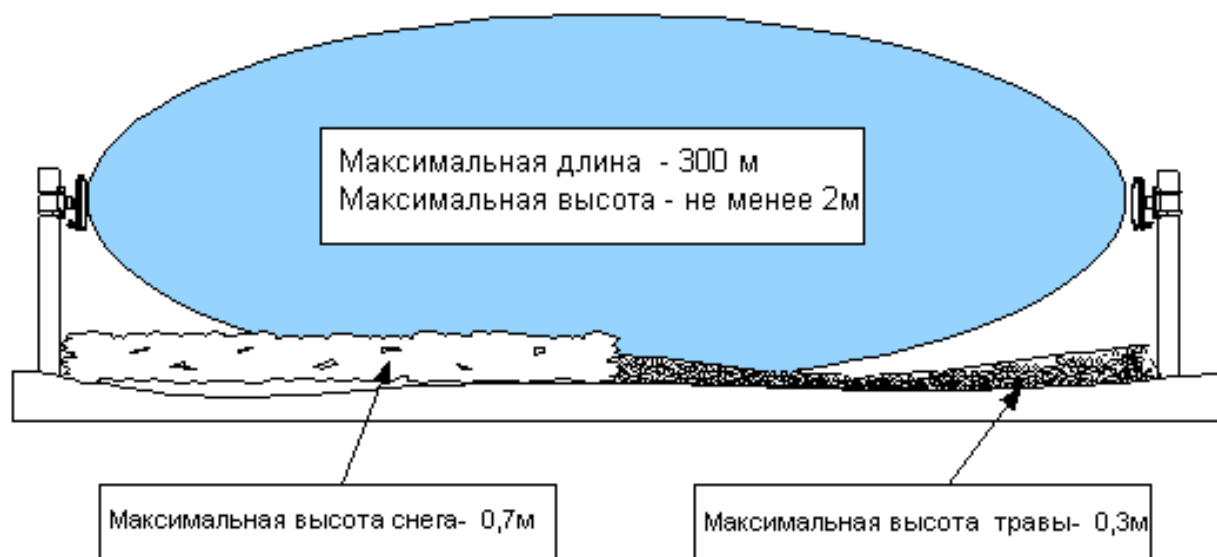 Максимальная длина - 300 м
Максимальная высота - не менее 2м
Максимальная высота снега- 0,7м
Максимальная высота травы- 0,3м